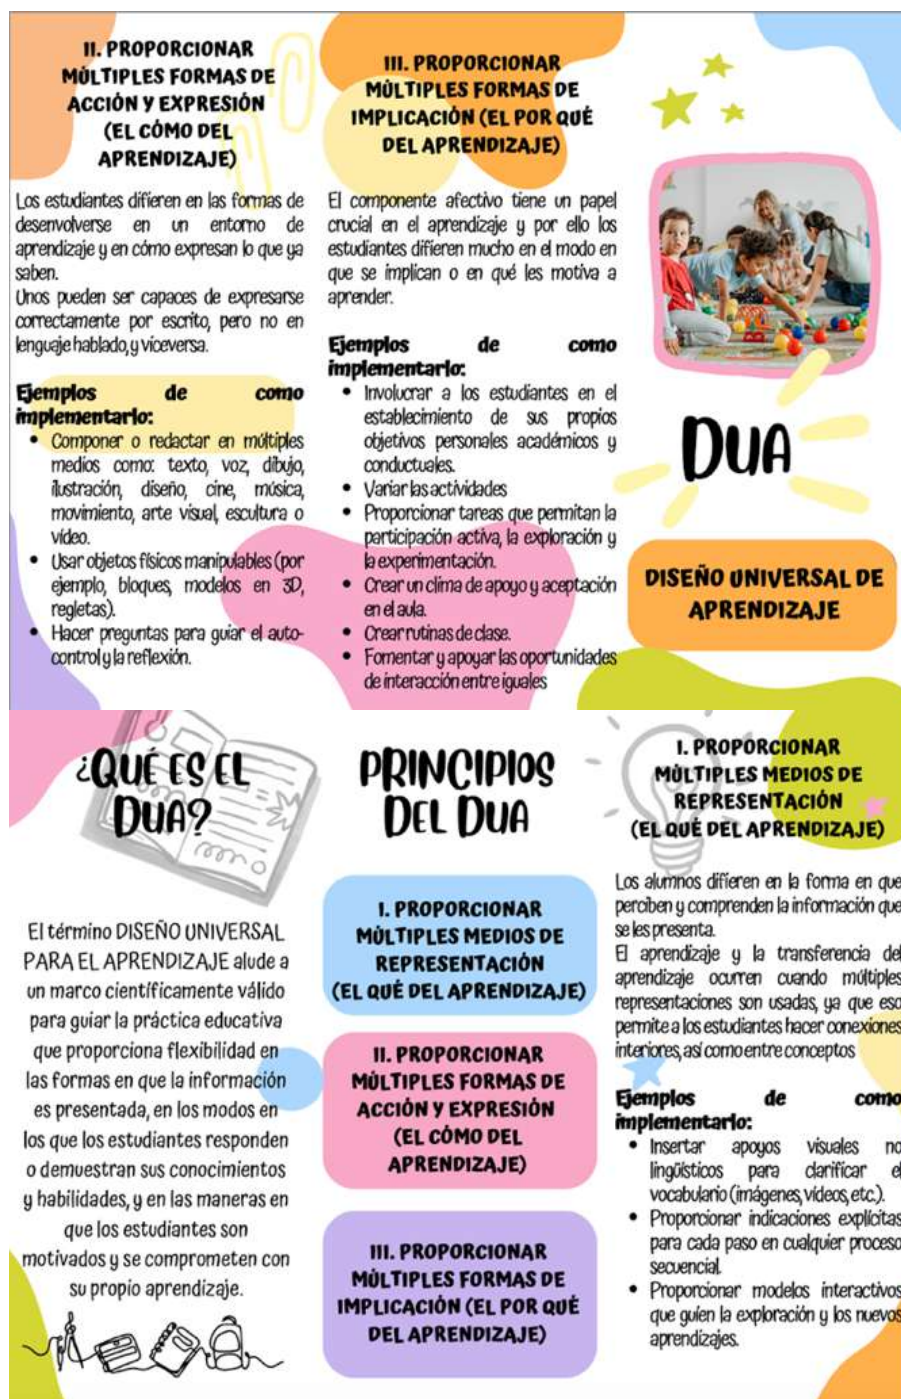 II. PROPORCIONAR
MÚLTIPLES FORMAS DE
ACCIÓN Y EXPRESIÓN
(EL CÓMO DEL
APRENDIZAJE)
Los estudiantes difieren en las formas de
desenvolverse en un entorno de
aprendizaje y en cómo expresan lo que ya
saben.
Unos pueden ser capaces de expresarse
correctamente por escrito, pero no en
lenguaje hablado, y viceversa.
Ejemplos de como
implementarlo:
• Componer o redactar en múltiples
medios como: texto, voz, dibujo,
ilustración, diseño, cine, música,
movimiento, arte visual, escultura o
vídeo.
• Usar objetos físicos manipulables (por
ejemplo, bloques, modelos en 3D,
regletas).
• Hacer preguntas para guiar el auto-
control y la reflexión.
III. PROPORCIONAR
MÚLTIPLES FORMAS DE
IMPLICACIÓN (EL POR QUÉ
DEL APRENDIZAJE)
El componente afectivo tiene un papel
crucial en el aprendizaje y por ello los
estudiantes difieren mucho en el modo en
que se implican o en qué les motiva a
aprender.
Ejemplos de como
implementarlo:
• Involucrar a los estudiantes en el
establecimiento de sus propios
objetivos personales académicos y
conductuales.
• Variar las actividades
• Proporcionar tareas que permitan la
participación activa, la exploración y
la experimentación.
• Crear un clima de apoyo y aceptación
en el aula.
• Crear rutinas de clase.
• Fomentar y apoyar las oportunidades
de interacción entre iguales
DUA
DISEÑO UNIVERSAL DE
APRENDIZAJE
¿QUÉ ES EL
DUA?
El término DISEÑO UNIVERSAL
PARA EL APRENDIZAJE alude a
un marco científicamente válido
para guiar la práctica educativa
que proporciona flexibilidad en
las formas en que la información
es presentada, en los modos en
los que los estudiantes responden
o demuestran sus conocimientos
y habilidades, y en las maneras en
que los estudiantes son
motivados y se comprometen con
su propio aprendizaje.
PRINCIPIOS
DEL DUA
I. PROPORCIONAR
MÚLTIPLES MEDIOS DE
REPRESENTACIÓN
(EL QUÉ DEL APRENDIZAJE)
II. PROPORCIONAR
MÚLTIPLES FORMAS DE
ACCIÓN Y EXPRESIÓN
(EL CÓMO DEL
APRENDIZAJE)
III. PROPORCIONAR
MÚLTIPLES FORMAS DE
IMPLICACIÓN (EL POR QUÉ
DEL APRENDIZAJE)
I. PROPORCIONAR
MÚLTIPLES MEDIOS DE
REPRESENTACIÓN
(EL QUÉ DEL APRENDIZAJE)
Los alumnos difieren en la forma en que
perciben y comprenden la información que
se les presenta.
El aprendizaje y la transferencia del
aprendizaje ocurren cuando múltiples
representaciones son usadas, ya que eso
permite a los estudiantes hacer conexiones
interiores, así como entre conceptos
Ejemplos de como
implementarlo:
• Insertar apoyos visuales no
lingüísticos para clarificar el
vocabulario (imágenes, vídeos, etc.).
• Proporcionar indicaciones explícitas
para cada paso en cualquier proceso
secuencial.
• Proporcionar modelos interactivos
que guíen la exploración y los nuevos
aprendizajes.